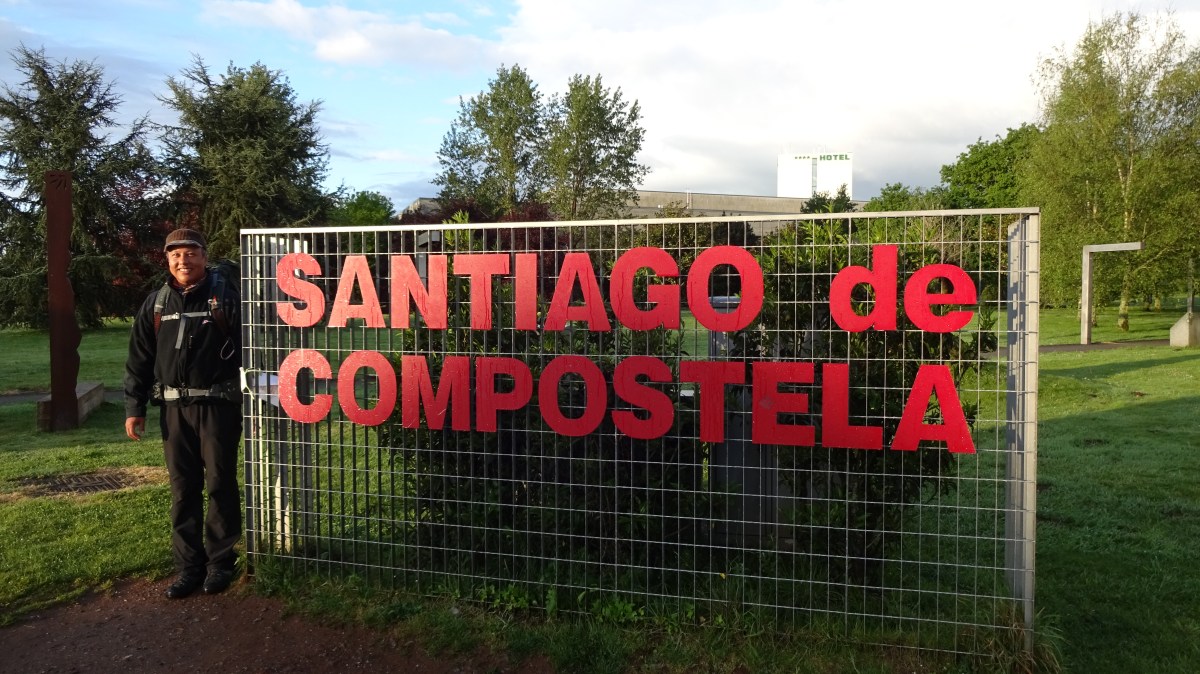 **** HOTEL
SANTIAGO de
COMPOSTELA